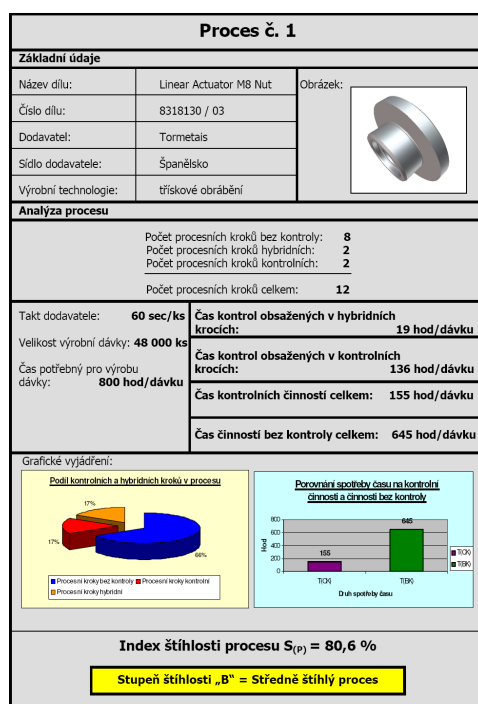 Proces č. 1
Základní údaje
Název dílu: Linear Actuator M8 Nut Obrázek:
Číslo dílu: 8318130 / 03
Dodavatel: Tormetais
Sídlo dodavatele: Španělsko
Výrobní technologie: třískové obrábění
Analýza procesu
Počet procesních kroků bez kontroly: 8
Počet procesních kroků hybridních: 2
Počet procesních kroků kontrolních: 2
Počet procesních kroků celkem: 12
Takt dodavatele: 60 sec/ks
Velikost výrobní dávky: 48 000 ks
Čas potřebný pro výrobu
dávky: 800 hod/dávku
Čas kontrol obsažených v hybridních
krocích: 19 hod/dávku
Čas kontrol obsažených v kontrolních
krocích: 136 hod/dávku
Čas kontrolních činností celkem: 155 hod/dávku
Čas činností bez kontroly celkem: 645 hod/dávku
Grafické vyjádření:
Podíl kontrolních a hybridních kroků v procesu
17%
17%
66%
Procesní kroky bez kontroly Procesní kroky kontrolní
Procesní kroky hybridní
Porovnání spotřeby času na kontrolní
činnosti a činnosti bez kontroly
Hod
800
600
400
200
0
155
645
T(ČK) T(BK)
Druh spotřeby času
T(ČK)
T(BK)
Index štíhlosti procesu S(P) = 80,6 %
Stupeň štíhlosti „B" = Středně štíhlý proces